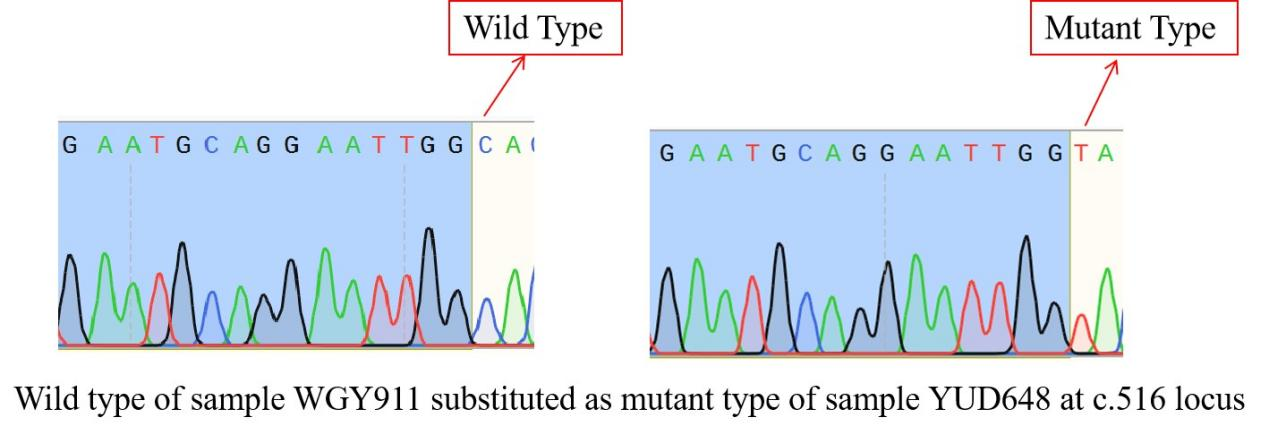 Wild Type
Mutant Type
G A A T G C A G G A A T T G G C A
G A A T G C A G G A A T T G G T A
Wild type of sample WGY911 substituted as mutant type of sample YUD648 at c.516 locus